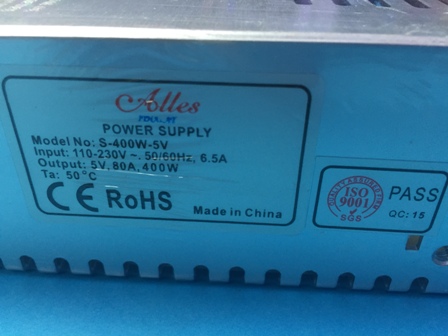 Alles
POWER SUPPLY
Model No: S-400W-5V
Input: 110-230V ~, 50/60Hz, 6.5A
Output: 5V, 80A, 400W
Ta: 50°C
CE RoHS
Made in China
ISO
9001
SGS
PASS
QC: 15